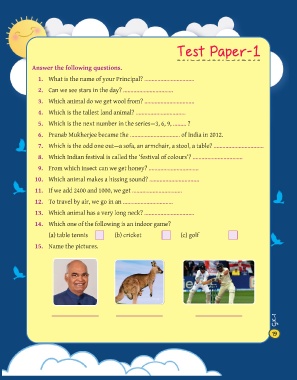 Test Paper-1
Answer the following questions.
1. What is the name of your Principal? ..............................
2. Can we see stars in the day? ..............................
3. Which animal do we get wool from? ..............................
4. Which is the tallest land animal? ..............................
5. Which is the next number in the series—3, 6, 9, ........ ?
6. Pranab Mukherjee became the .............................. of India in 2012.
7. Which is the odd one out—a sofa, an armchair, a stool, a table? ..............................
8. Which Indian festival is called the 'festival of colours'? ..............................
9. From which insect can we get honey? ..............................
10. Which animal makes a hissing sound? ..............................
11. If we add 2400 and 1000, we get ..............................
12. To travel by air, we go in an ..............................
13. Which animal has a very long neck? ..............................
14. Which one of the following is an indoor game?
(a) table tennis (b) cricket (c) golf
15. Name the pictures.